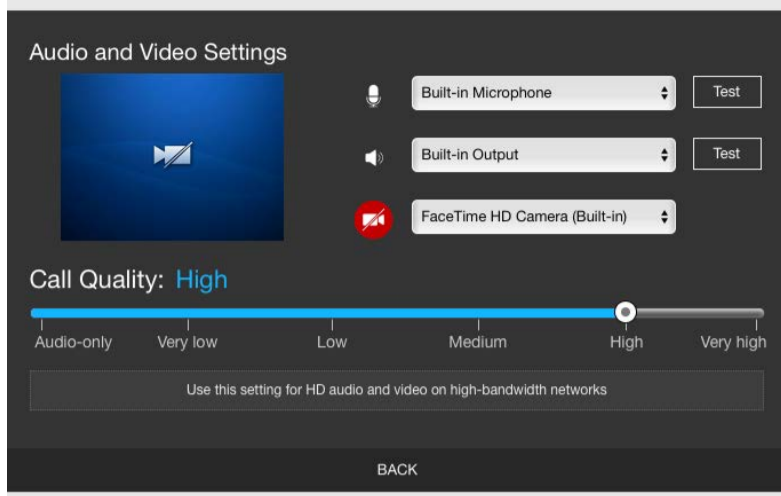 Audio and Video Settings
Built-in Microphone
Test
Built-in Output
Test
FaceTime HD Camera (Built-in)
Call Quality: High
Audio-only
Very low
Low
Medium
High
Very high
Use this setting for HD audio and video on high-bandwidth networks
BACK